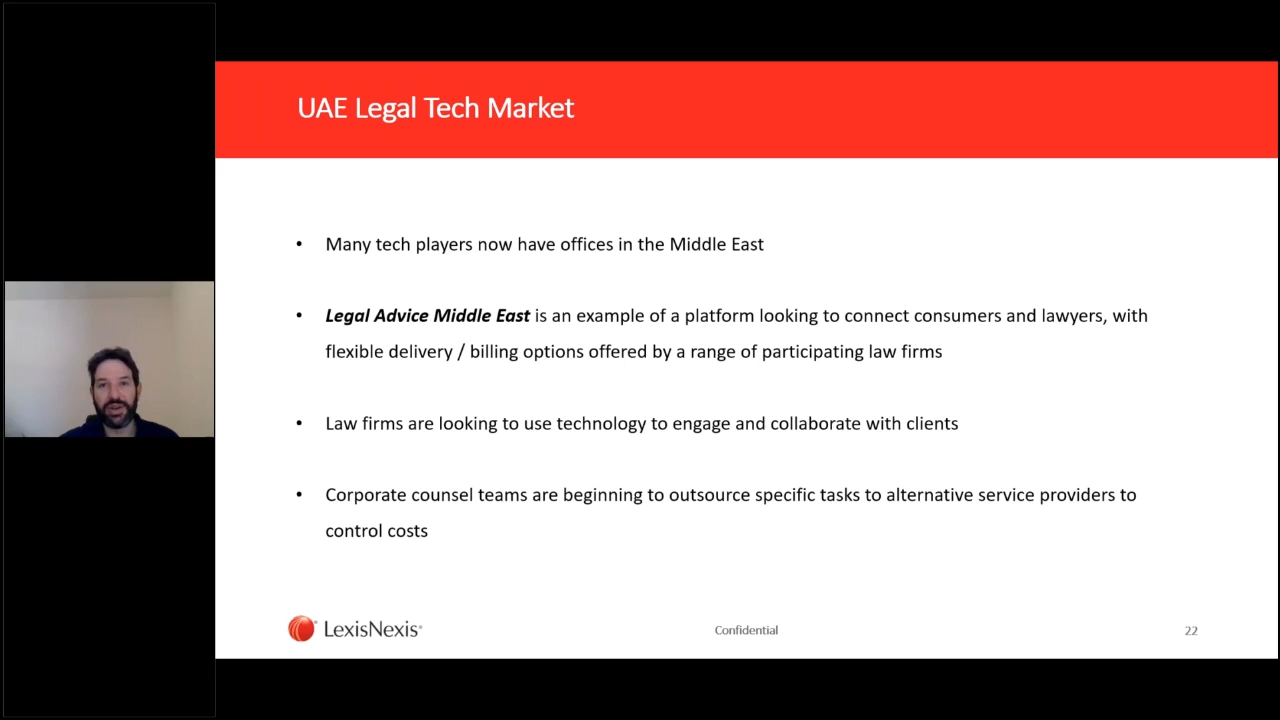 UAE Legal Tech Market
• Many tech players now have offices in the Middle East
• Legal Advice Middle East is an example of a platform looking to connect consumers and lawyers, with
flexible delivery / billing options offered by a range of participating law firms
• Law firms are looking to use technology to engage and collaborate with clients
• Corporate counsel teams are beginning to outsource specific tasks to alternative service providers to
control costs
LexisNexis®
Confidential
22